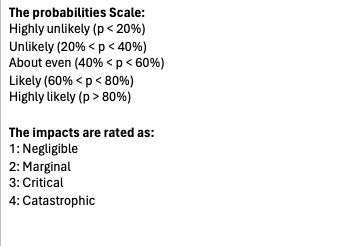 The probabilities Scale:
Highly unlikely (p < 20%)
Unlikely (20% < p < 40%)
About even (40% < p < 60%)
Likely (60% < p < 80%)
Highly likely (p > 80%)
The impacts are rated as:
1: Negligible
2: Marginal
3: Critical
4: Catastrophic